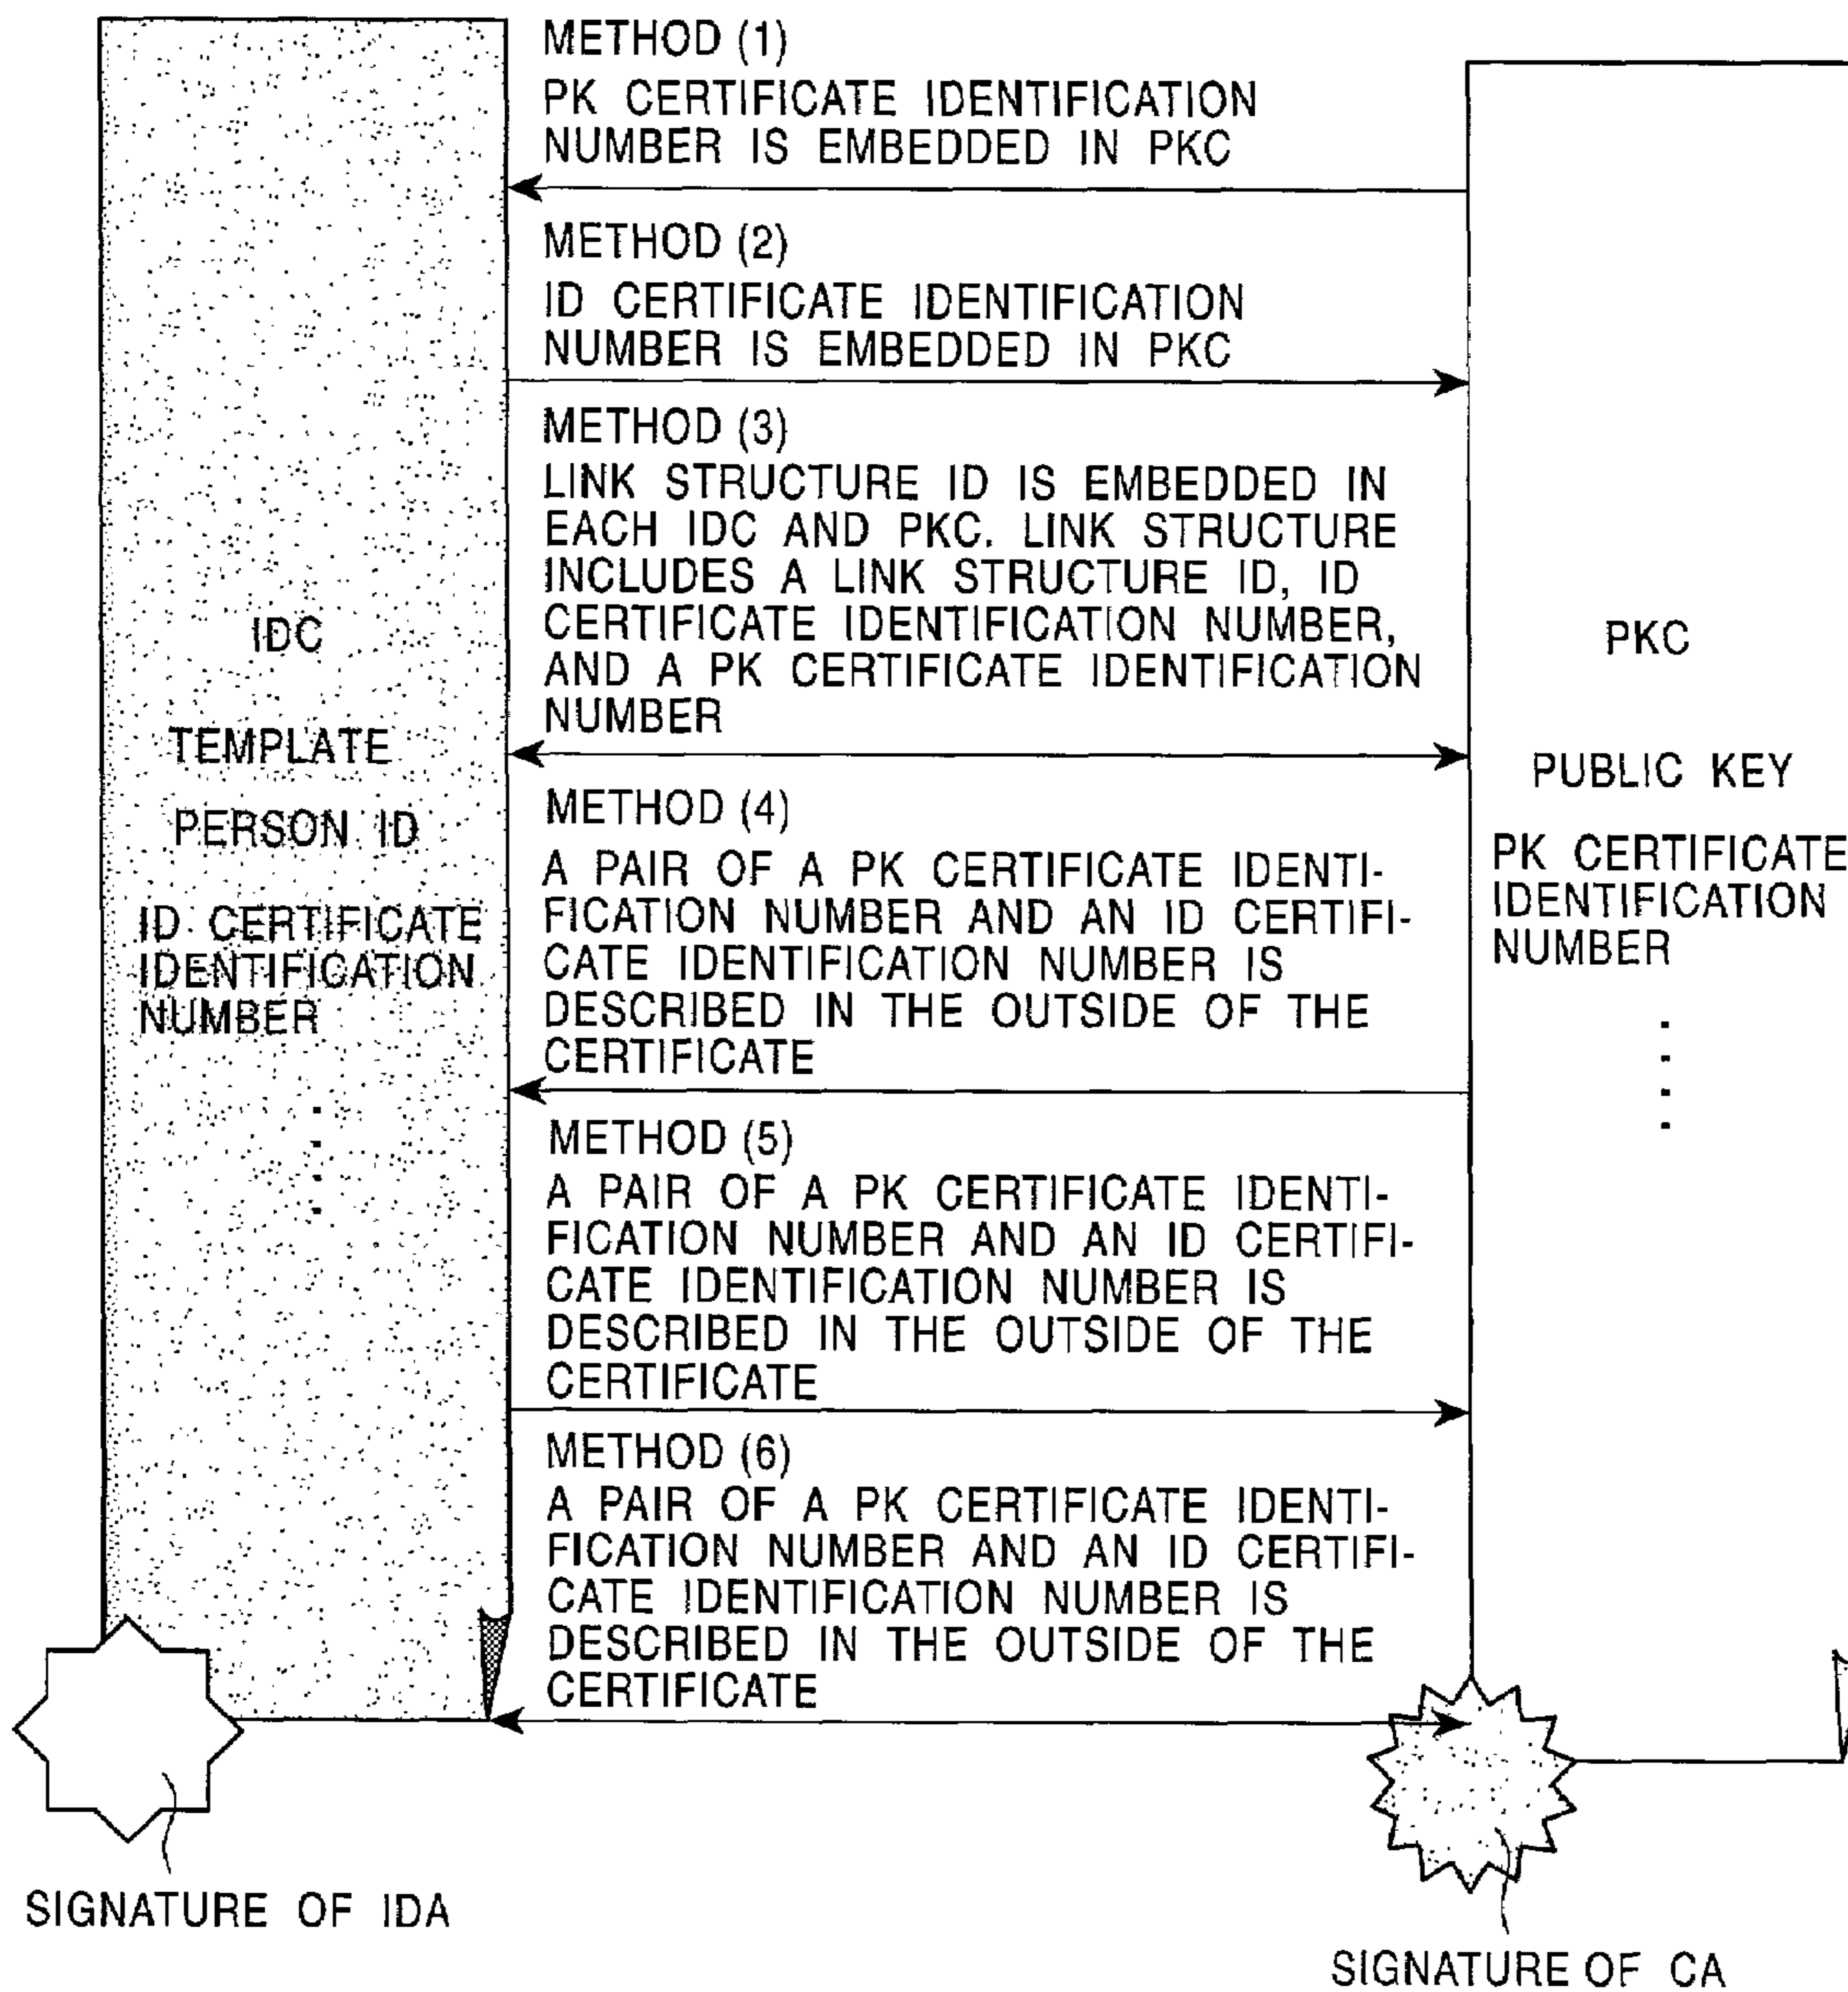 METHOD (1)
PK CERTIFICATE IDENTIFICATION
NUMBER IS EMBEDDED IN PKC
METHOD (2)
ID CERTIFICATE IDENTIFICATION
NUMBER IS EMBEDDED IN PKC
METHOD (3)
LINK STRUCTURE ID IS EMBEDDED IN
EACH IDC AND PKC. LINK STRUCTURE
INCLUDES A LINK STRUCTURE ID, ID
CERTIFICATE IDENTIFICATION NUMBER,
AND A PK CERTIFICATE IDENTIFICATION
NUMBER
METHOD (4)
A PAIR OF A PK CERTIFICATE IDENTI-
FICATION NUMBER AND AN ID CERTIFI-
CATE IDENTIFICATION NUMBER IS
DESCRIBED IN THE OUTSIDE OF THE
CERTIFICATE
METHOD (5)
A PAIR OF A PK CERTIFICATE IDENTI-
FICATION NUMBER AND AN ID CERTIFI-
CATE IDENTIFICATION NUMBER IS
DESCRIBED IN THE OUTSIDE OF THE
CERTIFICATE
METHOD (6)
A PAIR OF A PK CERTIFICATE IDENTI-
FICATION NUMBER AND AN ID CERTIFI-
CATE IDENTIFICATION NUMBER IS
DESCRIBED IN THE OUTSIDE OF THE
CERTIFICATE
IDC
TEMPLATE
PERSON ID
ID CERTIFICATE
IDENTIFICATION
NUMBER
PKC
PUBLIC KEY
PK CERTIFICATE
IDENTIFICATION
NUMBER
SIGNATURE OF IDA
SIGNATURE OF CA